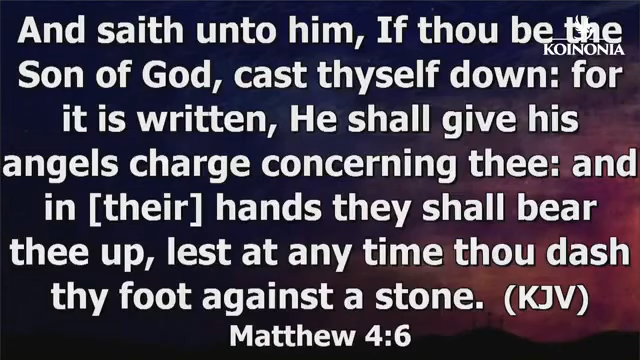 And saith unto him, If thou be the
KOINONIA
Son of God, cast thyself down: for
it is written, He shall give his
angels charge concerning thee: and
in [their] hands they shall bear
thee up, lest at any time thou dash
thy foot against a stone. (KJV)
Matthew 4:6